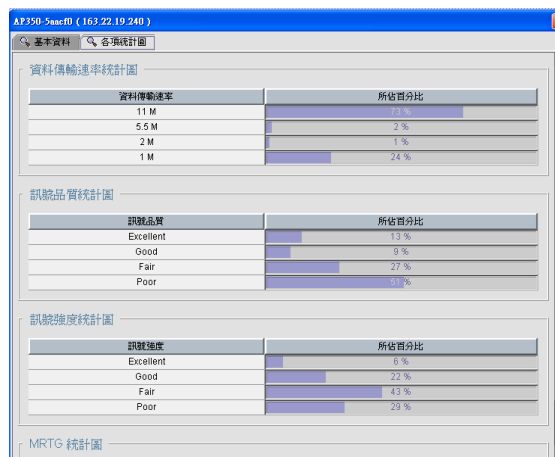 AP350-5aacf0 ( 163.22.19.240 )
基本資料 各項統計圖
資料傳輸速率統計圖
資料傳輸速率 所佔百分比
11 M 73 %
5.5 M 2 %
2 M 1 %
1 M 24 %
訊號品質統計圖
訊號品質 所佔百分比
Excellent 13 %
Good 9 %
Fair 27 %
Poor 51 %
訊號強度統計圖
訊號強度 所佔百分比
Excellent 6 %
Good 22 %
Fair 43 %
Poor 29 %
MRTG 統計圖